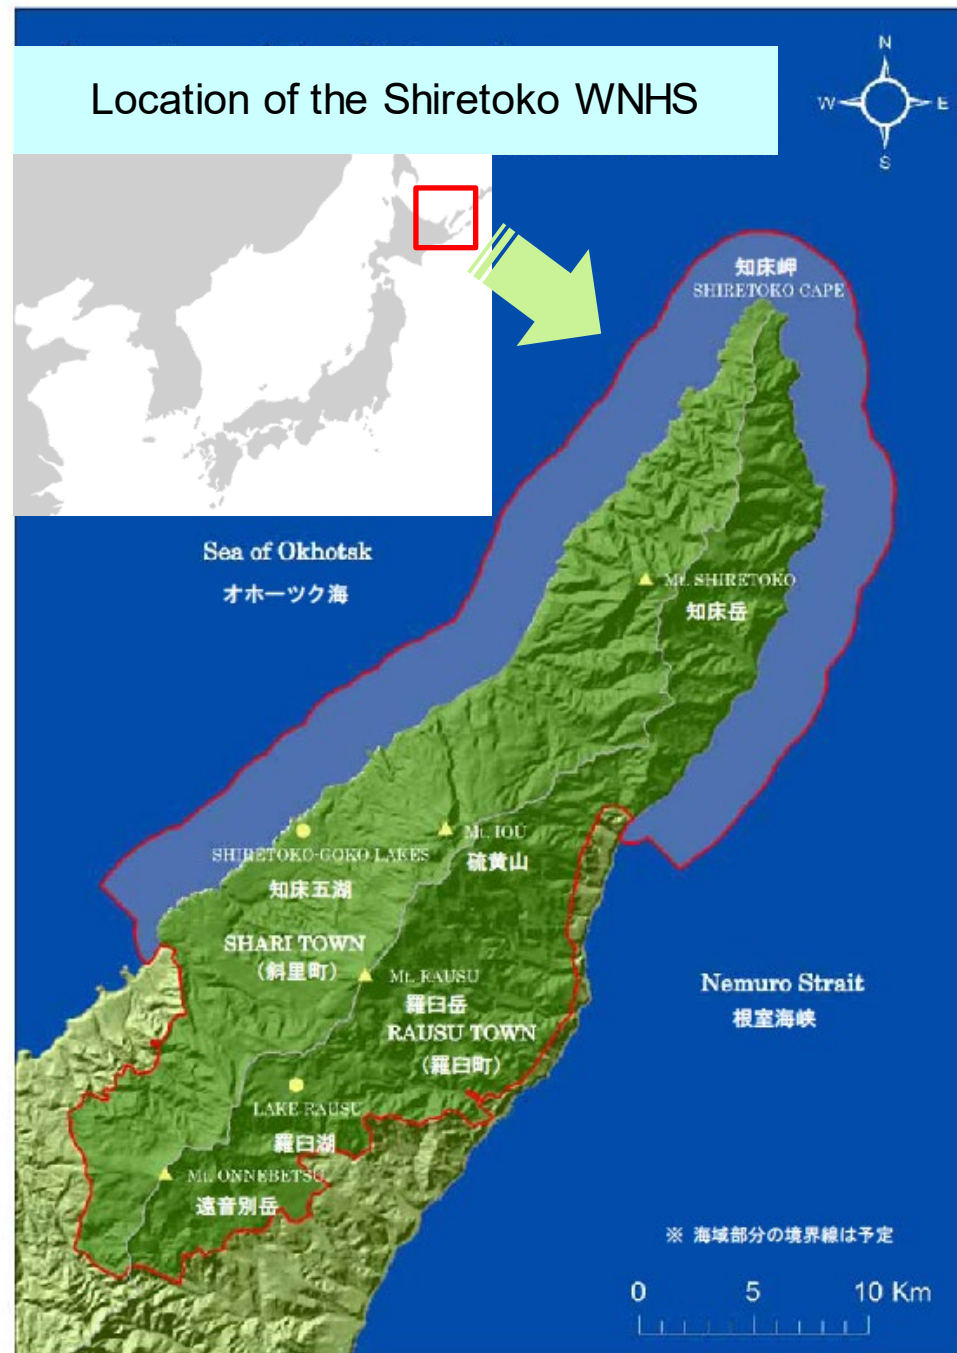 Location of the Shiretoko WNHS
N
W
E
S
知床岬
SHIRETOKO CAPE
Sea of Okhotsk
オホーツク海
Mt. SHIRETOKO
知床岳
SHIRETOKO-GOKO LAKES
知床五湖
Mt. IOU
硫黄山
SHARI TOWN
（斜里町）
Mt. RAUSU
羅臼岳
RAUSU TOWN
（羅臼町）
Nemuro Strait
根室海峡
LAKE RAUSU
羅臼湖
Mt. ONNEBETSU
遠音別岳
※ 海域部分の境界線は予定
0 5 10 Km